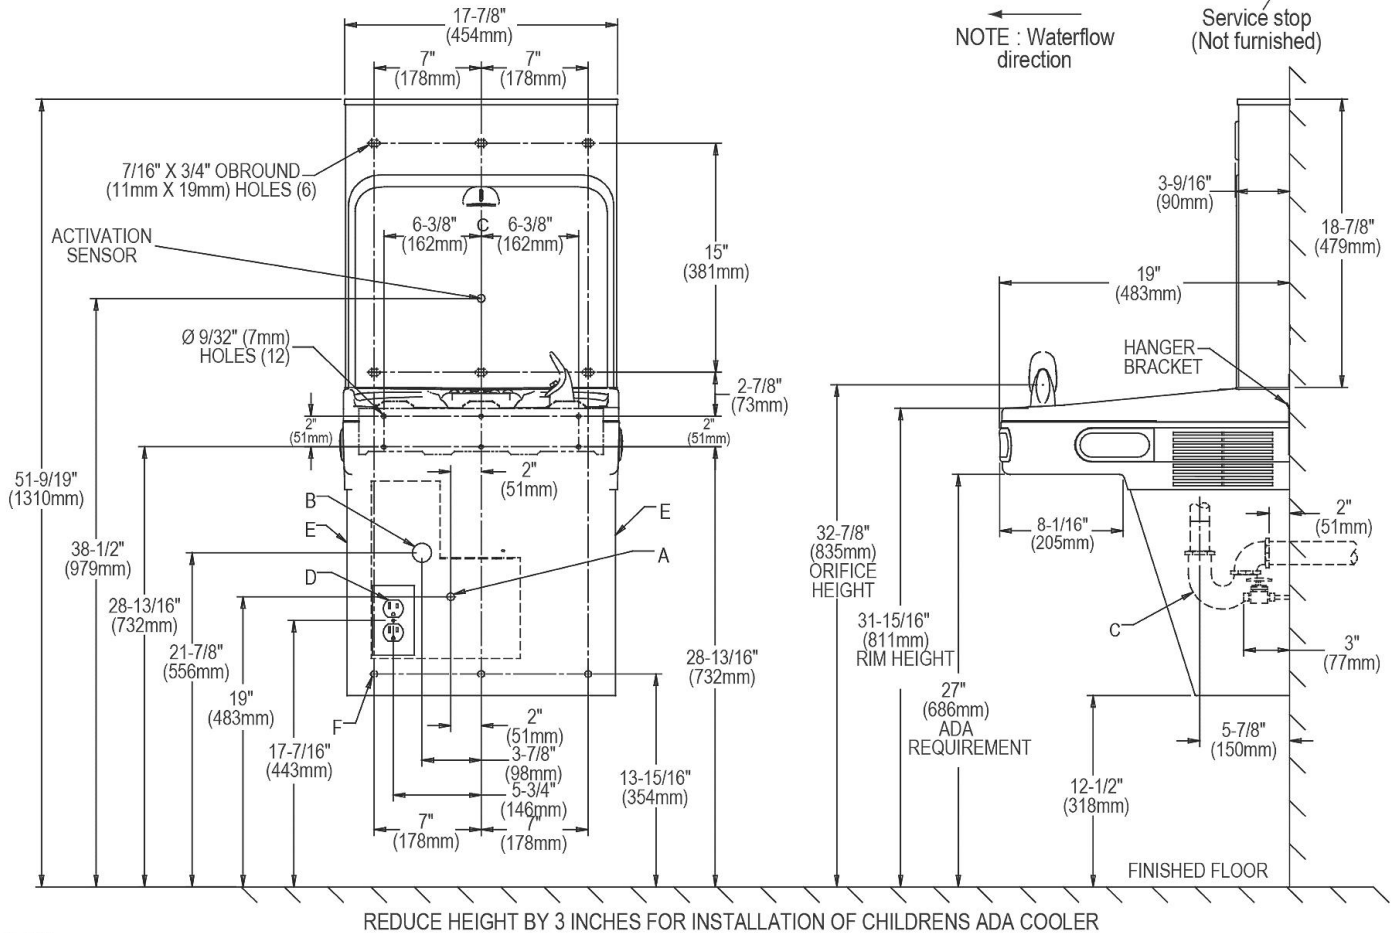 17-7/8"
(454mm)
7"
(178mm)
7"
(178mm)
NOTE : Waterflow
direction
Service stop
(Not furnished)
7/16" X 3/4" OBROUND
(11mm X 19mm) HOLES (6)
ACTIVATION
SENSOR
6-3/8"
(162mm)
C
6-3/8"
(162mm)
15"
(381mm)
3-9/16"
(90mm)
18-7/8"
(479mm)
19"
(483mm)
Ø 9/32" (7mm)
HOLES (12)
HANGER
BRACKET
2-7/8"
(73mm)
2"
(51mm)
2"
(51mm)
2"
(51mm)
51-9/19"
(1310mm)
B
E
E
A
D
F
38-1/2"
(979mm)
28-13/16"
(732mm)
21-7/8"
(556mm)
19"
(483mm)
17-7/16"
(443mm)
2"
(51mm)
3-7/8"
(98mm)
5-3/4"
(146mm)
7"
(178mm)
7"
(178mm)
13-15/16"
(354mm)
28-13/16"
(732mm)
32-7/8"
(835mm)
ORIFICE
HEIGHT
31-15/16"
(811mm)
RIM HEIGHT
27"
(686mm)
ADA
REQUIREMENT
8-1/16"
(205mm)
2"
(51mm)
C
3"
(77mm)
5-7/8"
(150mm)
12-1/2"
(318mm)
FINISHED FLOOR
REDUCE HEIGHT BY 3 INCHES FOR INSTALLATION OF CHILDRENS ADA COOLER